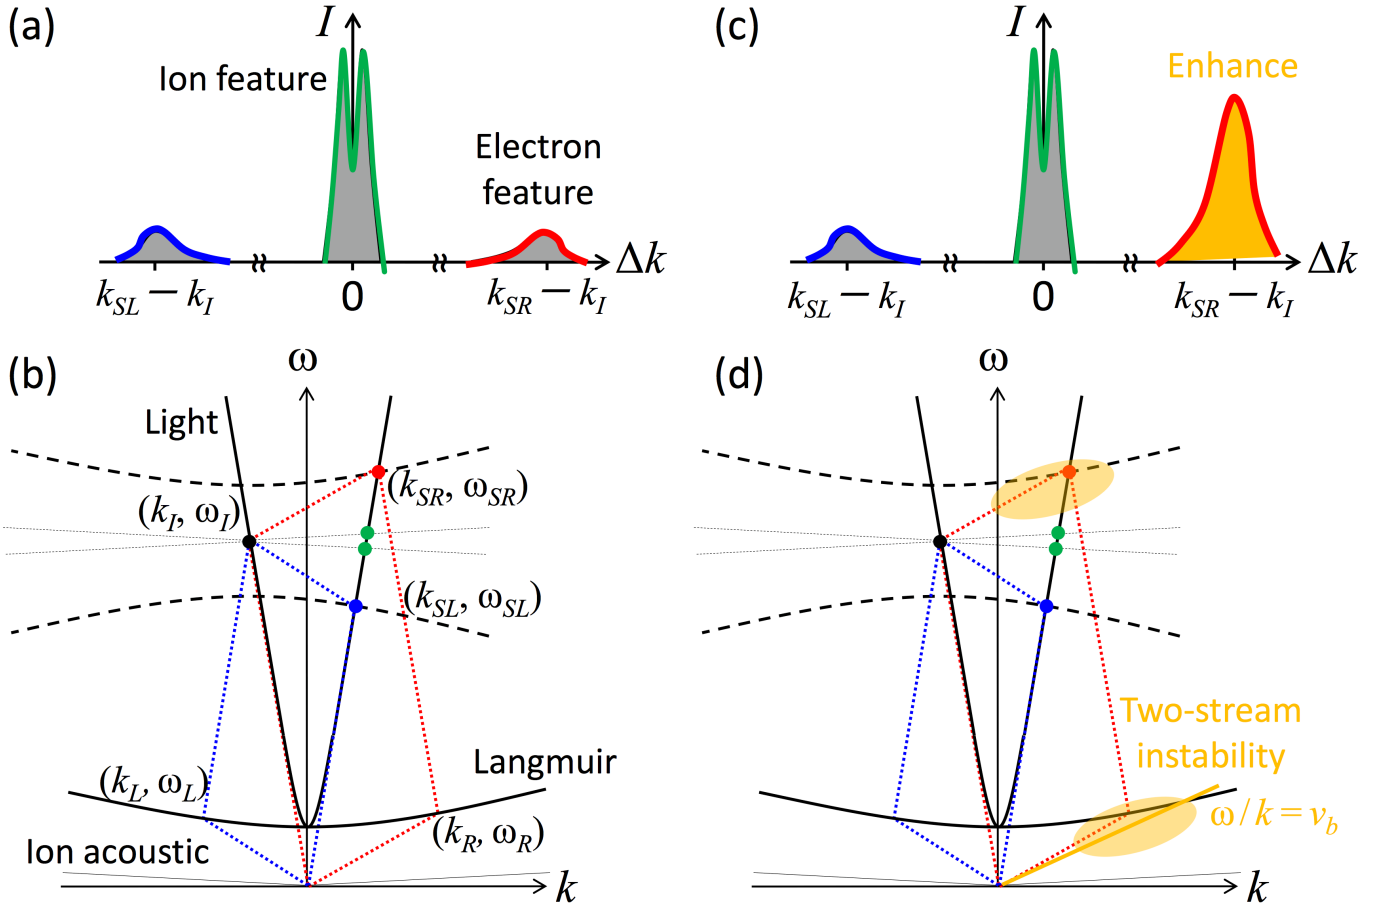 (a)
I
Ion feature
Electron
feature
Δk
k_SL − k_I
0
k_SR − k_I
(c)
I
Enhance
Δk
k_SL − k_I
0
k_SR − k_I
(b)
ω
Light
(k_SR, ω_SR)
(k_I, ω_I)
(k_SL, ω_SL)
Langmuir
(k_L, ω_L)
(k_R, ω_R)
Ion acoustic
k
(d)
ω
Two-stream
instability
ω / k = v_b
k